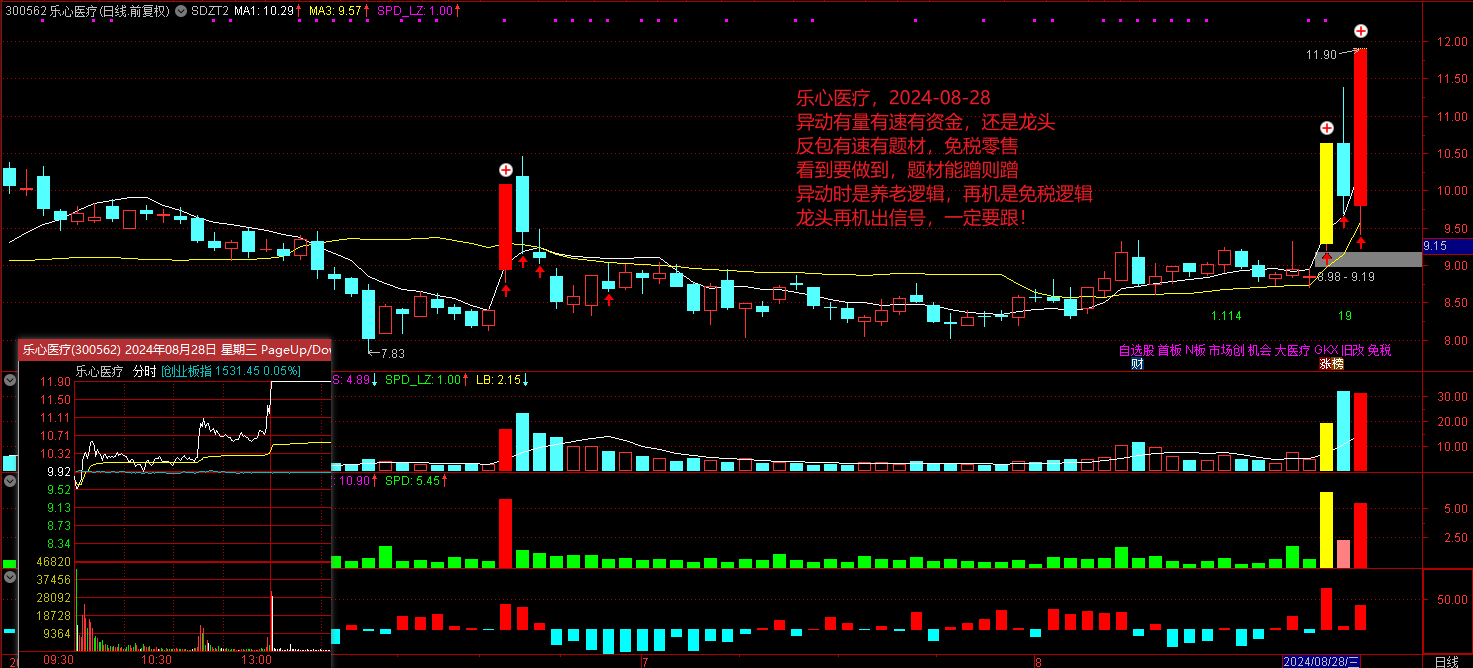 300562 乐心医疗(日线.前复权) SDZT2 MA1: 10.29↑ MA3: 9.57↑ SPD_LZ: 1.00↑
12.00
11.90
11.50
乐心医疗，2024-08-28
11.00
异动有量有速有资金，还是龙头
反包有速有题材，免税零售
10.50
看到要做到，题材能蹭则蹭
10.00
异动时是养老逻辑，再机是免税逻辑
龙头再机出信号，一定要跟！
9.50
9.15
9.00
8.98 - 9.19
8.50
1.114
19
8.00
7.83
自选股 首板 N板 市场创 机会 大医疗 GKX 旧改 免税
财
涨榜
乐心医疗(300562) 2024年08月28日 星期三 PageUp/Do
乐心医疗 分时 [创业板指 1531.45 0.05%]
S: 4.89↓ SPD_LZ: 1.00↑ LB: 2.15↓
11.90
11.50
11.11
10.71
10.32
9.92
9.52
9.13
8.73
8.34
46820
37456
28092
18728
9364
09:30
10:30
13:00
30.00
20.00
10.00
: 10.90↑ SPD: 5.45↑
5.00
2.50
50.00
2
7
8
2024/08/28/三
日线